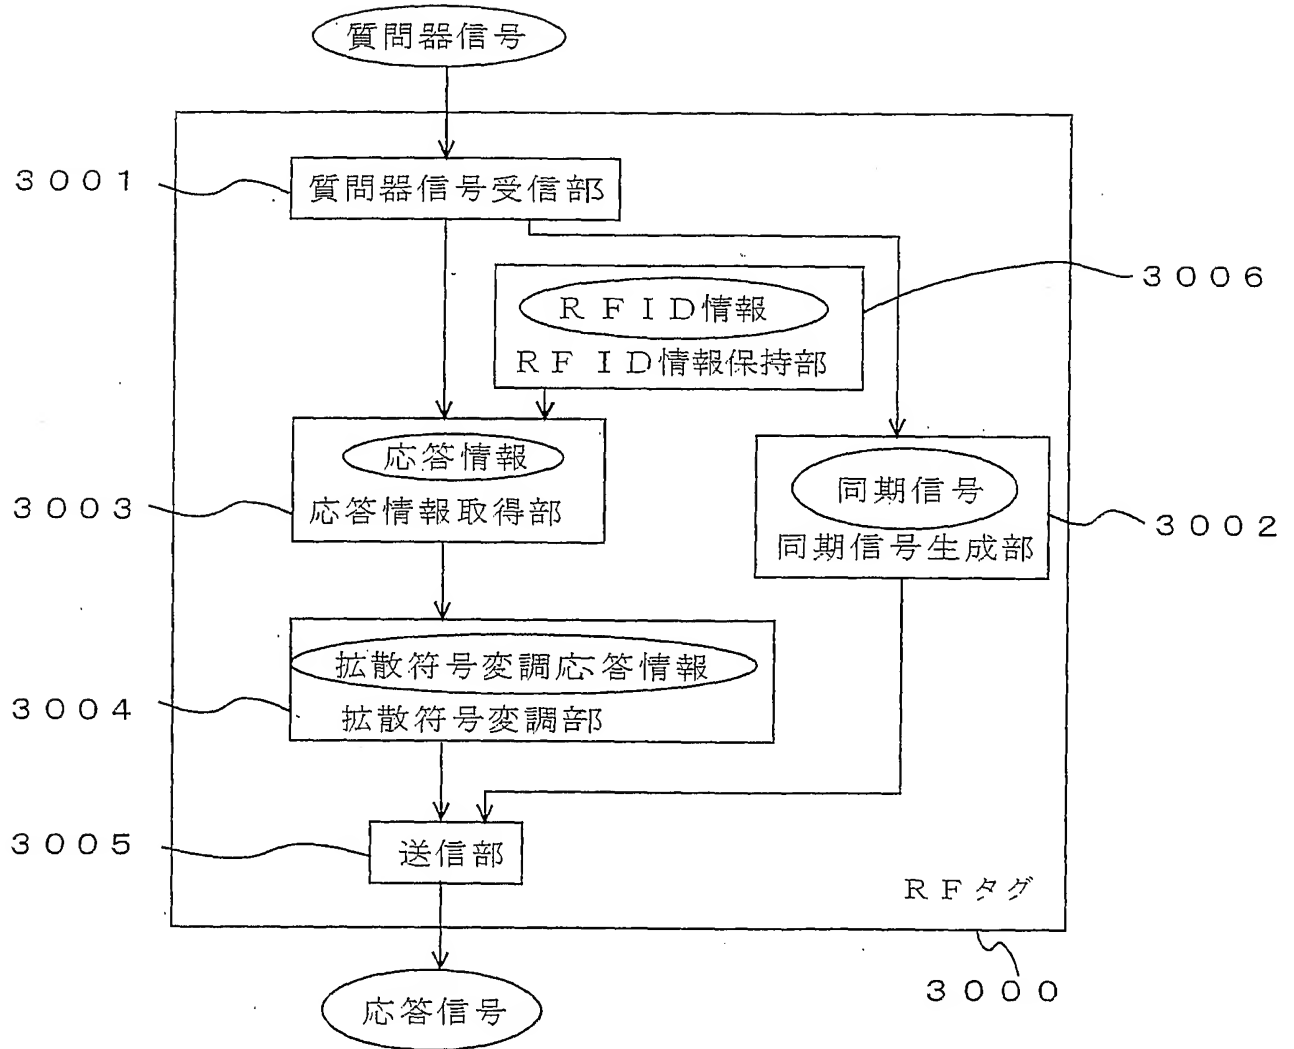 質問器信号
3001
質問器信号受信部
3006
RFID情報
RFID情報保持部
応答情報
3003
応答情報取得部
同期信号
3002
同期信号生成部
拡散符号変調応答情報
3004
拡散符号変調部
3005
送信部
RFタグ
3000
応答信号